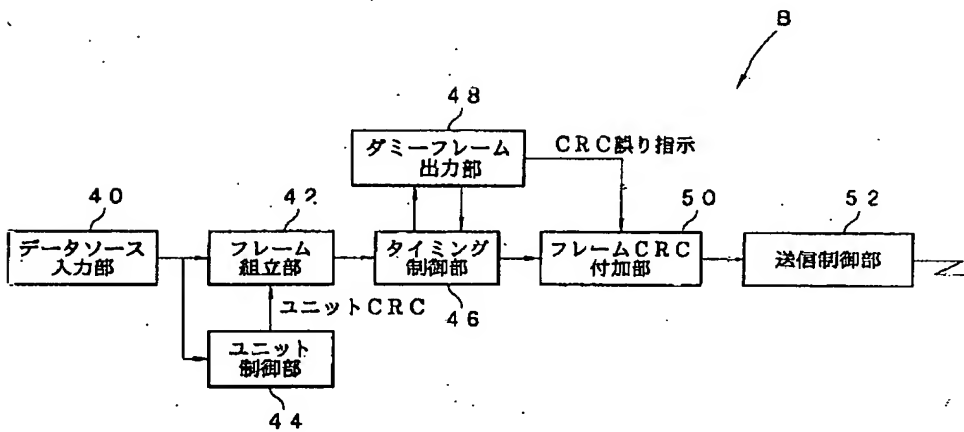 8
48
ダミーフレーム
出力部
CRC誤り指示
40
42
50
52
データソース
入力部
フレーム
組立部
タイミング
制御部
フレームCRC
付加部
送信制御部
ユニットCRC
46
ユニット
制御部
44